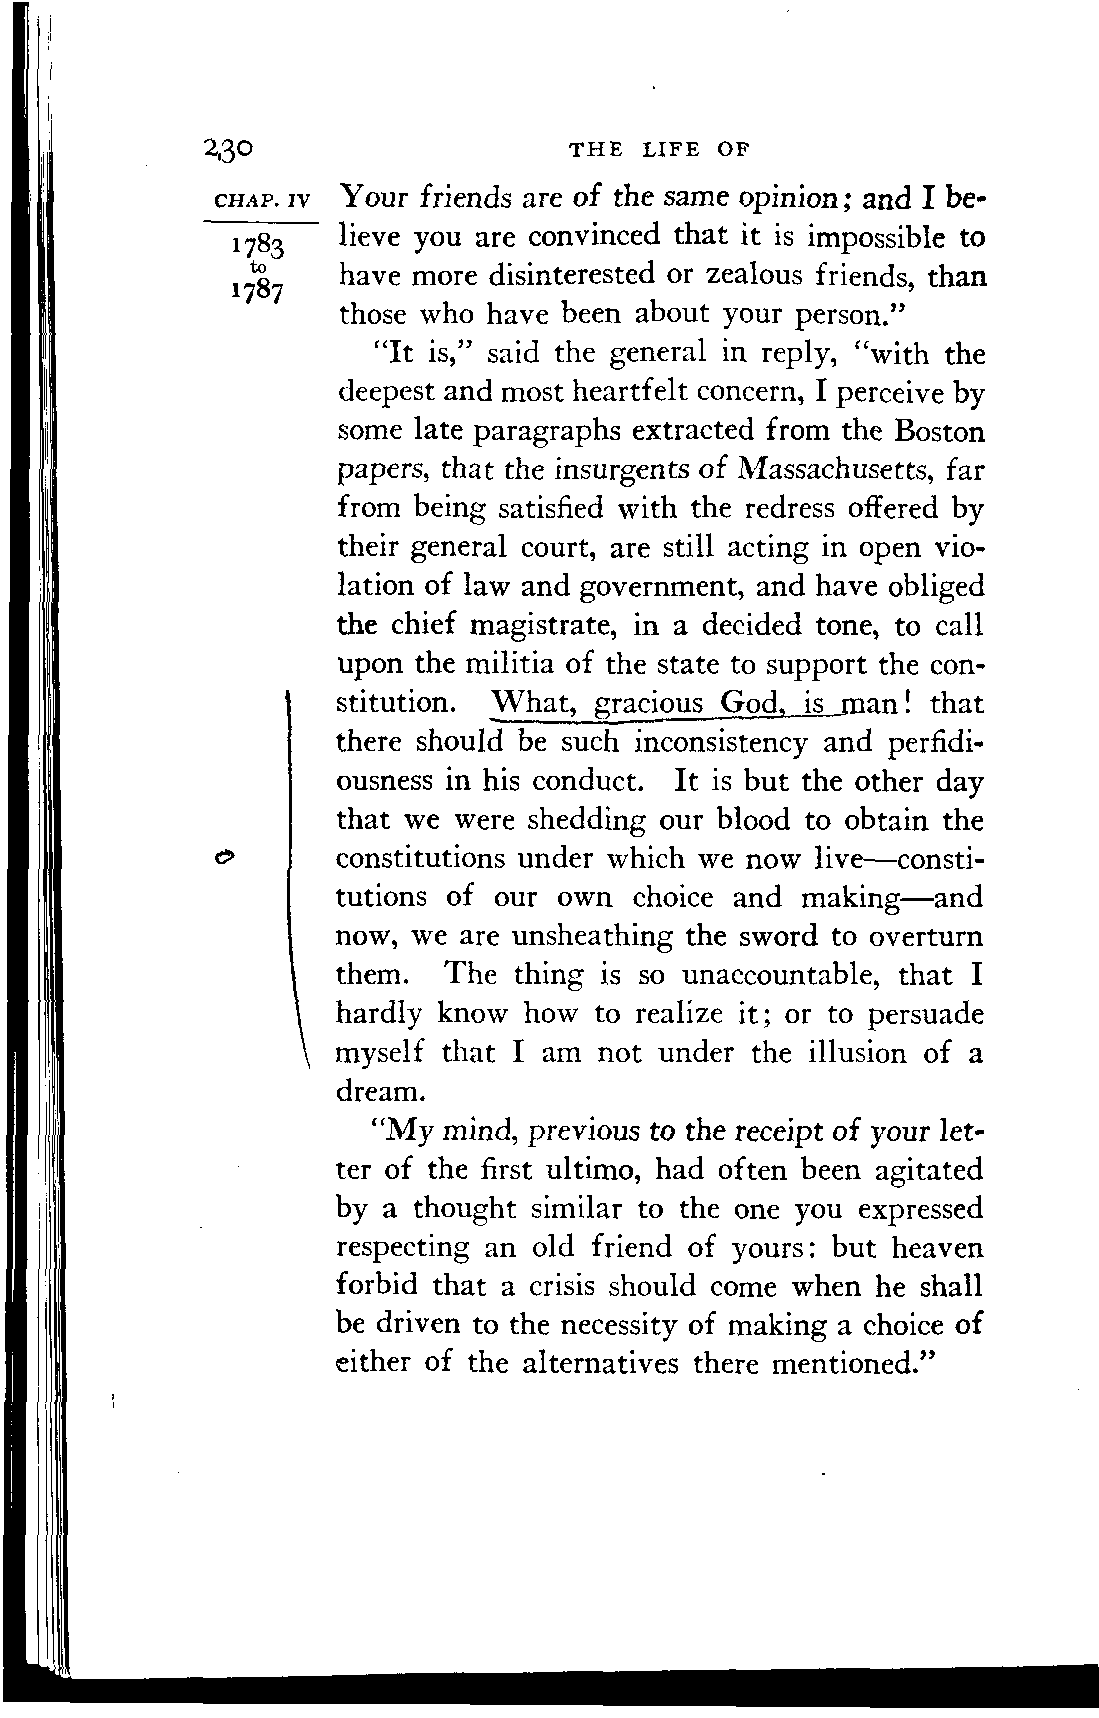 230 THE LIFE OF
CHAP. IV
1783
to
1787
Your friends are of the same opinion; and I be-
lieve you are convinced that it is impossible to
have more disinterested or zealous friends, than
those who have been about your person.”
“It is,” said the general in reply, “with the
deepest and most heartfelt concern, I perceive by
some late paragraphs extracted from the Boston
papers, that the insurgents of Massachusetts, far
from being satisfied with the redress offered by
their general court, are still acting in open vio-
lation of law and government, and have obliged
the chief magistrate, in a decided tone, to call
upon the militia of the state to support the con-
stitution. What, gracious God, is man! that
there should be such inconsistency and perfidi-
ousness in his conduct. It is but the other day
that we were shedding our blood to obtain the
constitutions under which we now live—consti-
tutions of our own choice and making—and
now, we are unsheathing the sword to overturn
them. The thing is so unaccountable, that I
hardly know how to realize it; or to persuade
myself that I am not under the illusion of a
dream.
“My mind, previous to the receipt of your let-
ter of the first ultimo, had often been agitated
by a thought similar to the one you expressed
respecting an old friend of yours: but heaven
forbid that a crisis should come when he shall
be driven to the necessity of making a choice of
either of the alternatives there mentioned.”